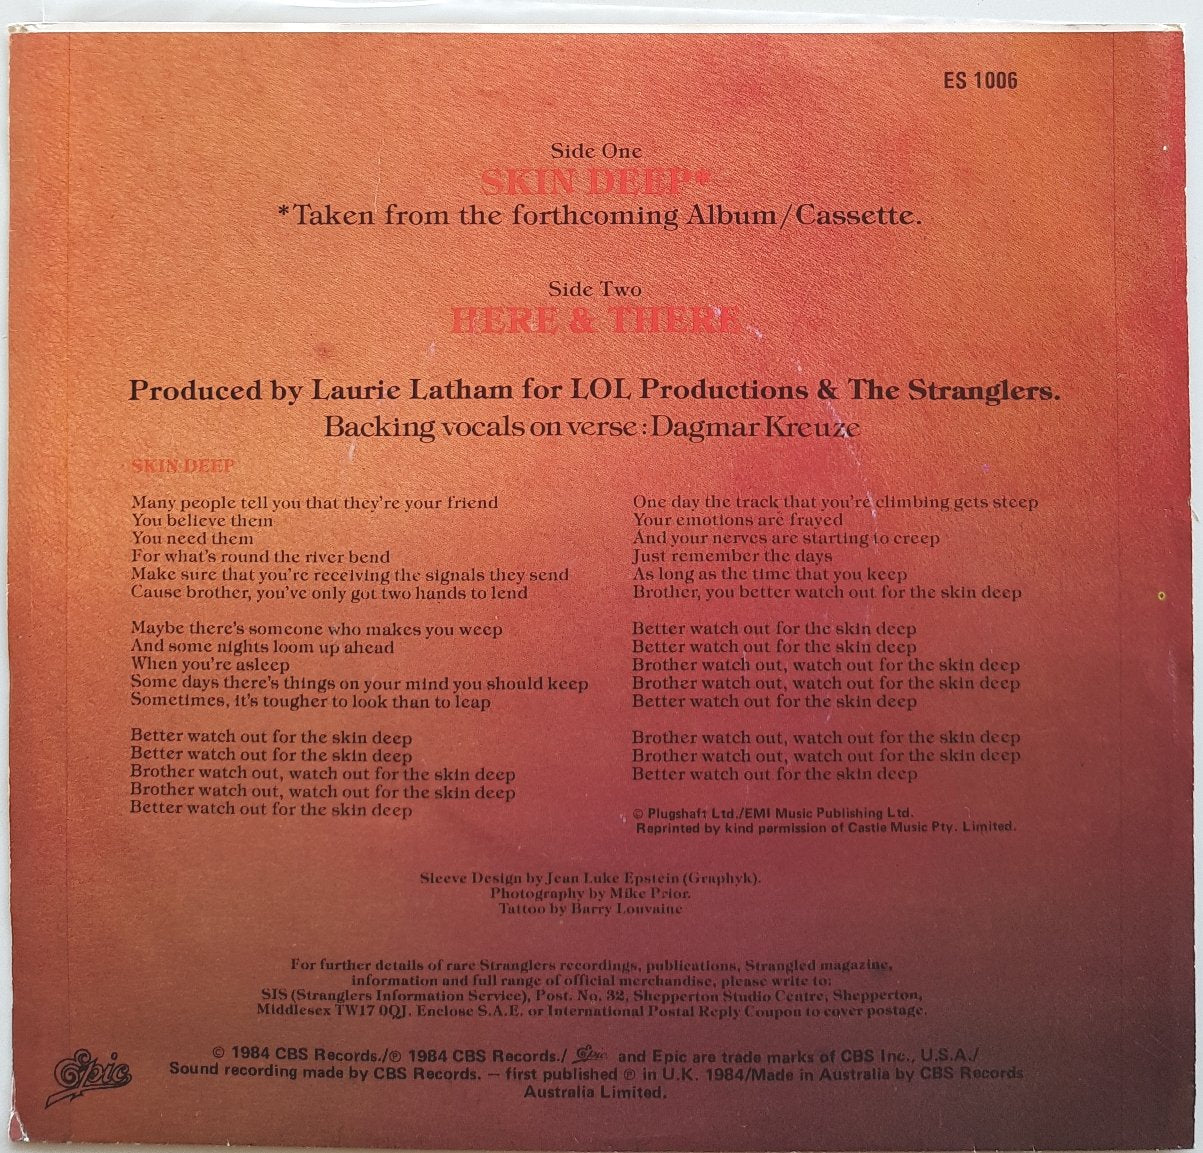 ES 1006
Side One
SKIN DEEP*
*Taken from the forthcoming Album/Cassette.
Side Two
HERE & THERE
Produced by Laurie Latham for LOL Productions & The Stranglers.
Backing vocals on verse: Dagmar Kreuze
SKIN DEEP
Many people tell you that they're your friend
You believe them
You need them
For what's round the river bend
Make sure that you're receiving the signals they send
Cause brother, you've only got two hands to lend
Maybe there's someone who makes you weep
And some nights loom up ahead
When you're asleep
Some days there's things on your mind you should keep
Sometimes, it's tougher to look than to leap
Better watch out for the skin deep
Better watch out for the skin deep
Brother watch out, watch out for the skin deep
Brother watch out, watch out for the skin deep
Better watch out for the skin deep
One day the track that you're climbing gets steep
Your emotions are frayed
And your nerves are starting to creep
Just remember the days
As long as the time that you keep
Brother, you better watch out for the skin deep
Better watch out for the skin deep
Better watch out for the skin deep
Brother watch out, watch out for the skin deep
Brother watch out, watch out for the skin deep
Better watch out for the skin deep
Brother watch out, watch out for the skin deep
Brother watch out, watch out for the skin deep
Better watch out for the skin deep
© Plugshaft Ltd./EMI Music Publishing Ltd.
Reprinted by kind permission of Castle Music Pty. Limited.
Sleeve Design by Jean Luke Epstein (Graphyk).
Photography by Mike Prior.
Tattoo by Barry Louvaine
For further details of rare Stranglers recordings, publications, Strangled magazine,
information and full range of official merchandise, please write to:
SIS (Stranglers Information Service), Post. No. 32, Shepperton Studio Centre, Shepperton,
Middlesex TW17 0QJ. Enclose S.A.E. or International Postal Reply Coupon to cover postage.
Epic
© 1984 CBS Records./℗ 1984 CBS Records./ Epic and Epic are trade marks of CBS Inc., U.S.A./
Sound recording made by CBS Records. – first published ℗ in U.K. 1984/Made in Australia by CBS Records
Australia Limited.